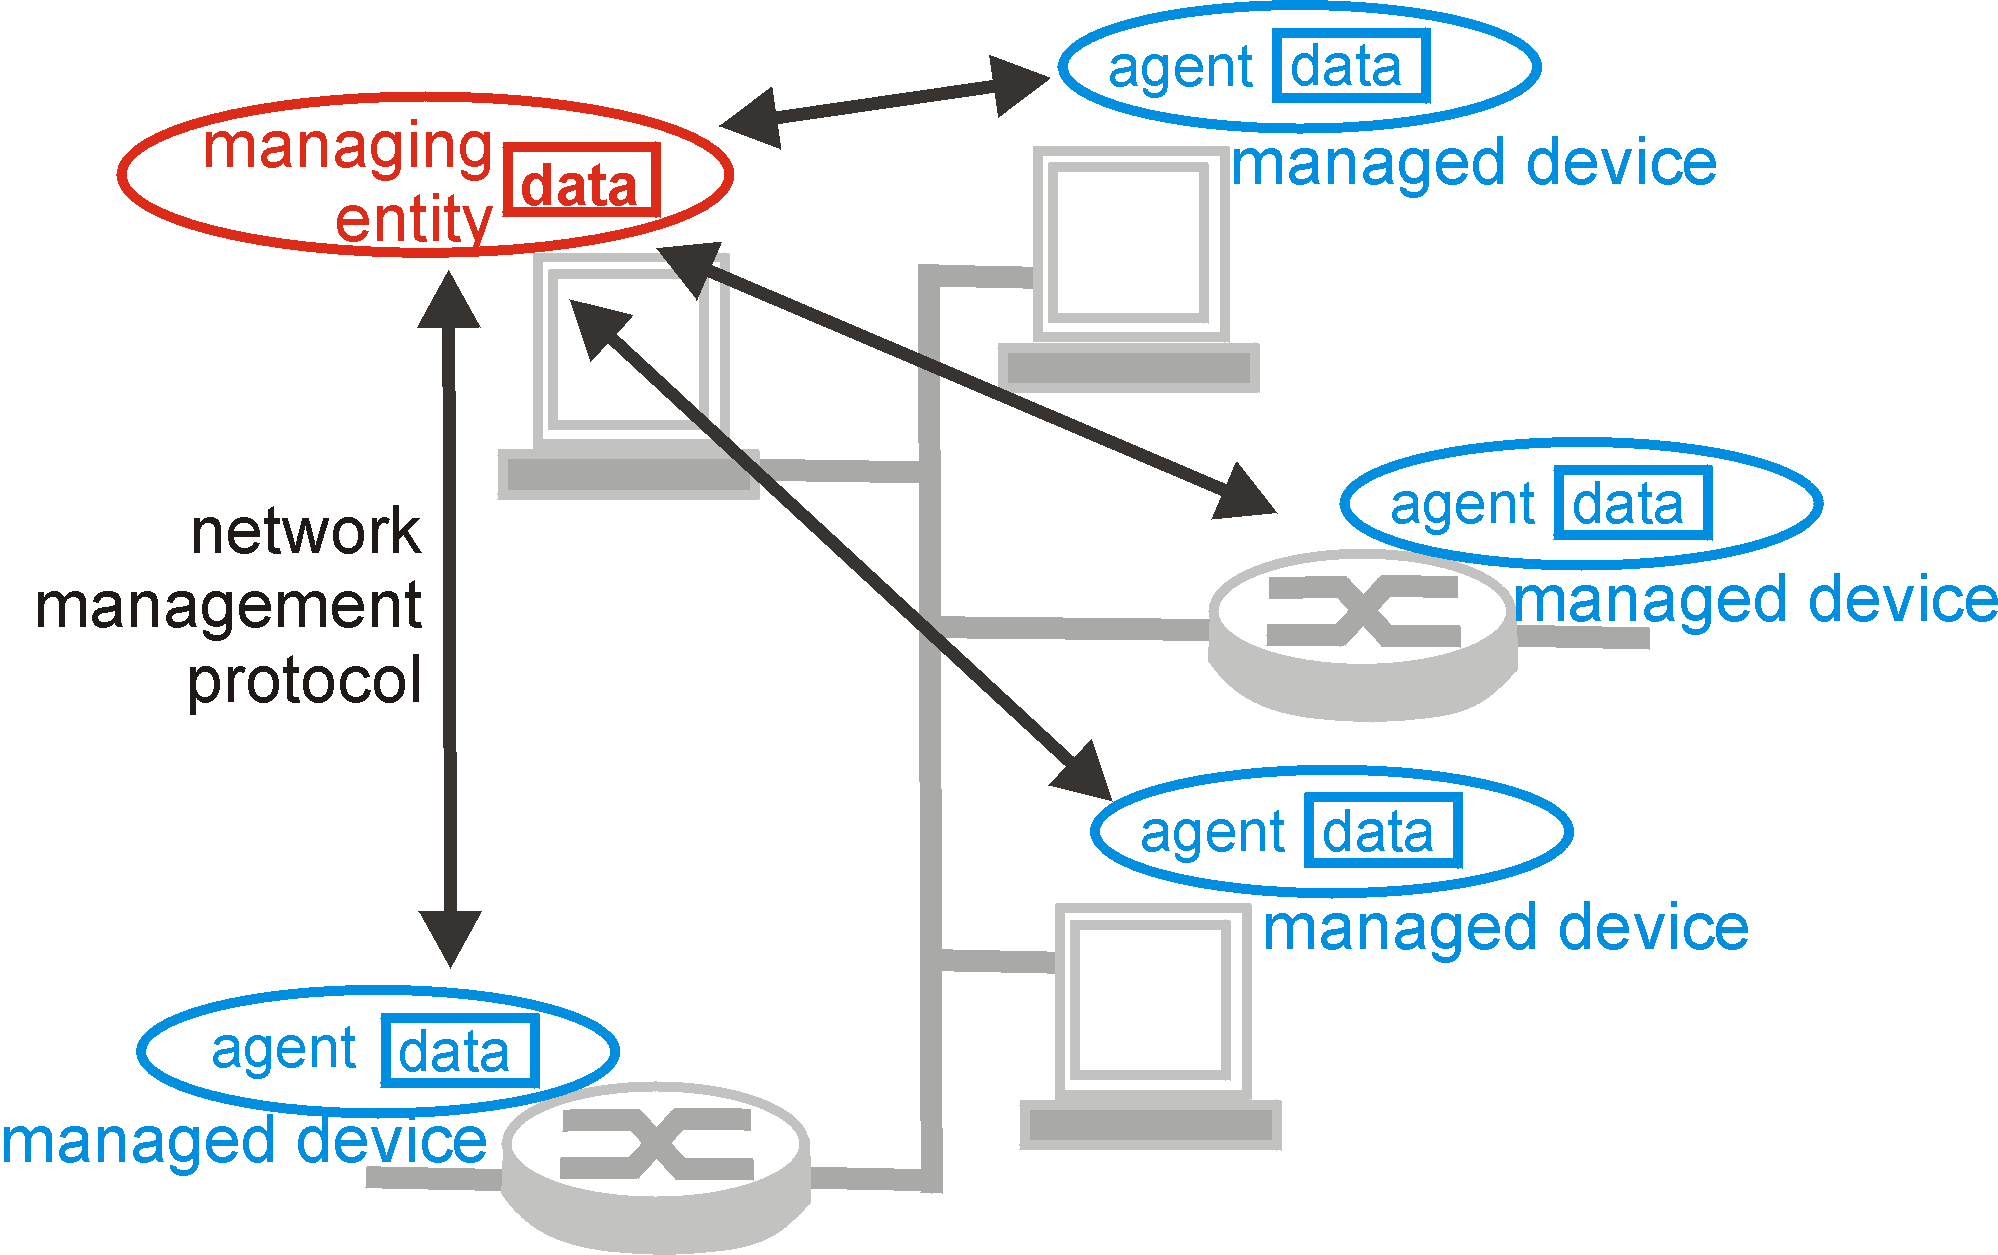 agent data
managed device
managing
entity
data
agent data
managed device
network
management
protocol
agent data
managed device
agent data
managed device